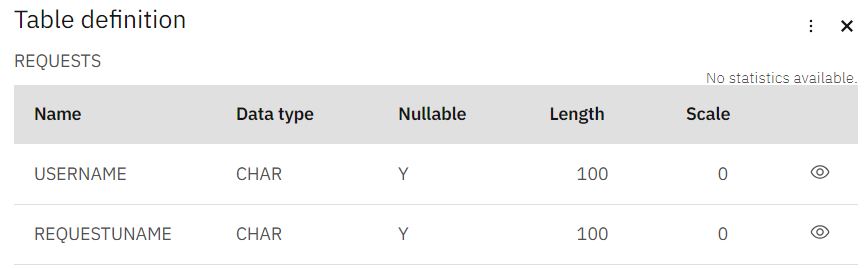 Table definition
REQUESTS
No statistics available.
Name Data type Nullable Length Scale
USERNAME CHAR Y 100 0
REQUESTUNAME CHAR Y 100 0